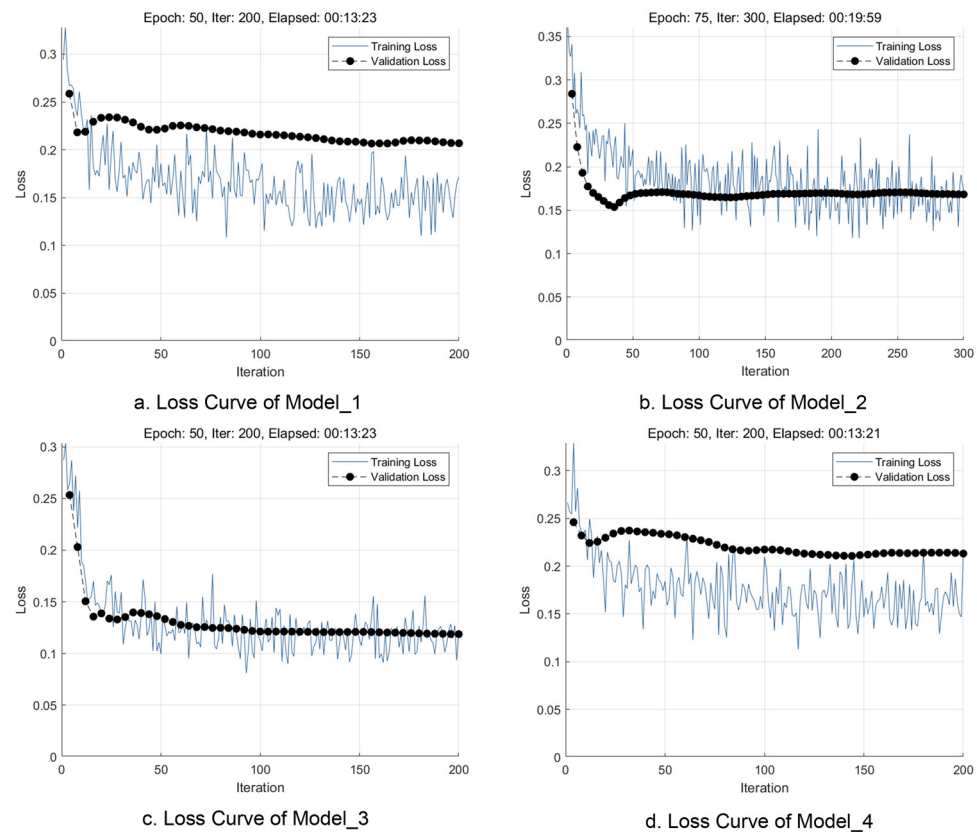 Epoch: 50, Iter: 200, Elapsed: 00:13:23
Training Loss
Validation Loss
0.3
0.25
0.2
0.15
0.1
0.05
0
Loss
0 50 100 150 200
Iteration
a. Loss Curve of Model_1
Epoch: 75, Iter: 300, Elapsed: 00:19:59
Training Loss
Validation Loss
0.35
0.3
0.25
0.2
0.15
0.1
0.05
0
Loss
0 50 100 150 200 250 300
Iteration
b. Loss Curve of Model_2
Epoch: 50, Iter: 200, Elapsed: 00:13:23
Training Loss
Validation Loss
0.3
0.25
0.2
0.15
0.1
0.05
0
Loss
0 50 100 150 200
Iteration
c. Loss Curve of Model_3
Epoch: 50, Iter: 200, Elapsed: 00:13:21
Training Loss
Validation Loss
0.3
0.25
0.2
0.15
0.1
0.05
0
Loss
0 50 100 150 200
Iteration
d. Loss Curve of Model_4